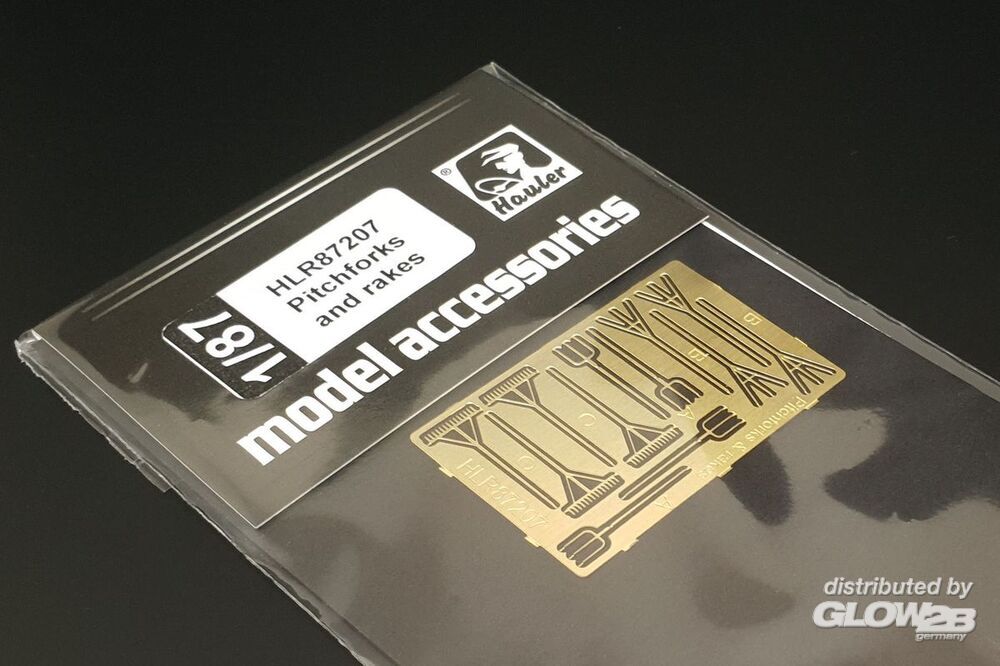 ®
Hauler
1/87
HLR87207
Pitchforks
and rakes
model accessories
HLR87207
Pitchforks & rakes
A
A
B
B
C
C
distributed by
GLOW2B
germany